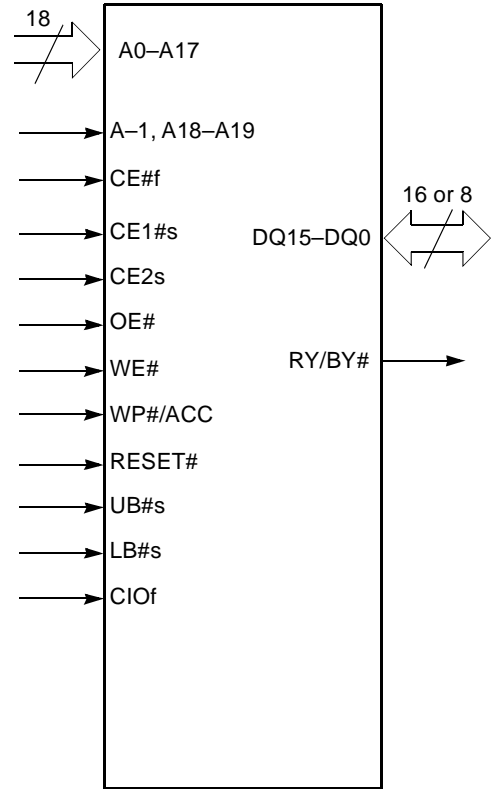 18
A0–A17
A–1, A18–A19
CE#f
CE1#s
CE2s
OE#
WE#
WP#/ACC
RESET#
UB#s
LB#s
CIOf
16 or 8
DQ15–DQ0
RY/BY#